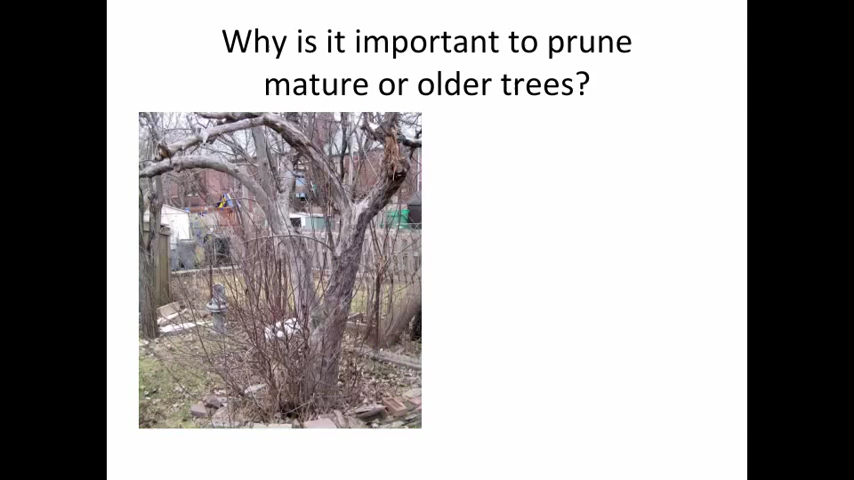 Why is it important to prune
mature or older trees?